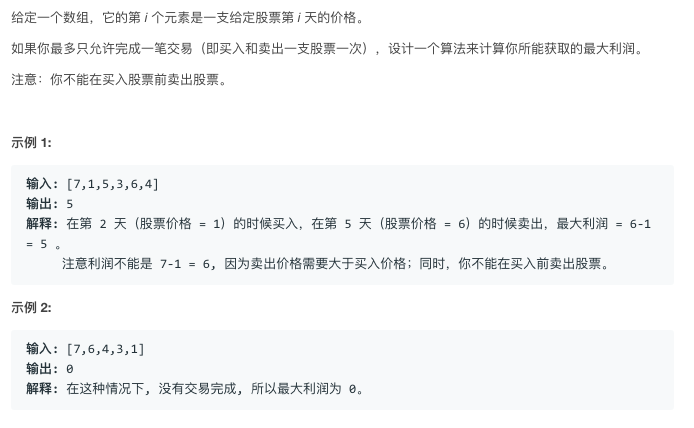 给定一个数组，它的第 i 个元素是一支给定股票第 i 天的价格。
如果你最多只允许完成一笔交易（即买入和卖出一支股票一次），设计一个算法来计算你所能获取的最大利润。
注意：你不能在买入股票前卖出股票。
示例 1:
输入: [7,1,5,3,6,4]
输出: 5
解释: 在第 2 天（股票价格 = 1）的时候买入，在第 5 天（股票价格 = 6）的时候卖出，最大利润 = 6-1
= 5 。
注意利润不能是 7-1 = 6, 因为卖出价格需要大于买入价格；同时，你不能在买入前卖出股票。
示例 2:
输入: [7,6,4,3,1]
输出: 0
解释: 在这种情况下, 没有交易完成, 所以最大利润为 0。